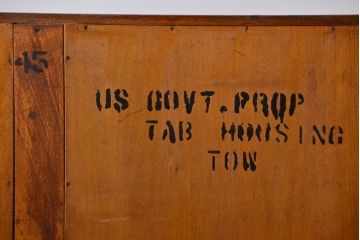 45
US GOVT. PROP
TAB HOUSING
TOW